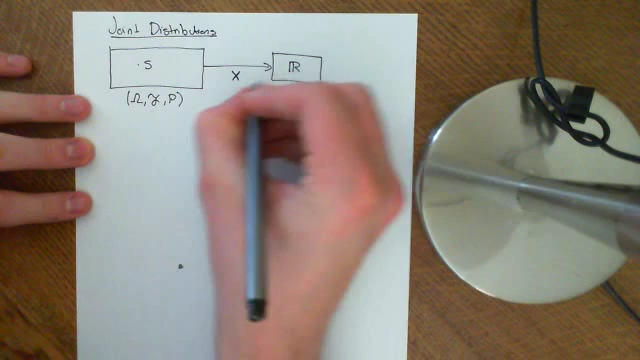 Joint Distributions
· S
X
ℝ
(Ω, ℱ, P)